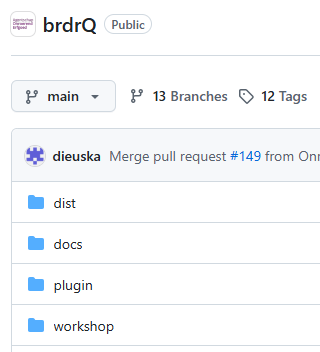 brdrQ Public
main 13 Branches 12 Tags
dieuska Merge pull request #149 from Onr
dist
docs
plugin
workshop